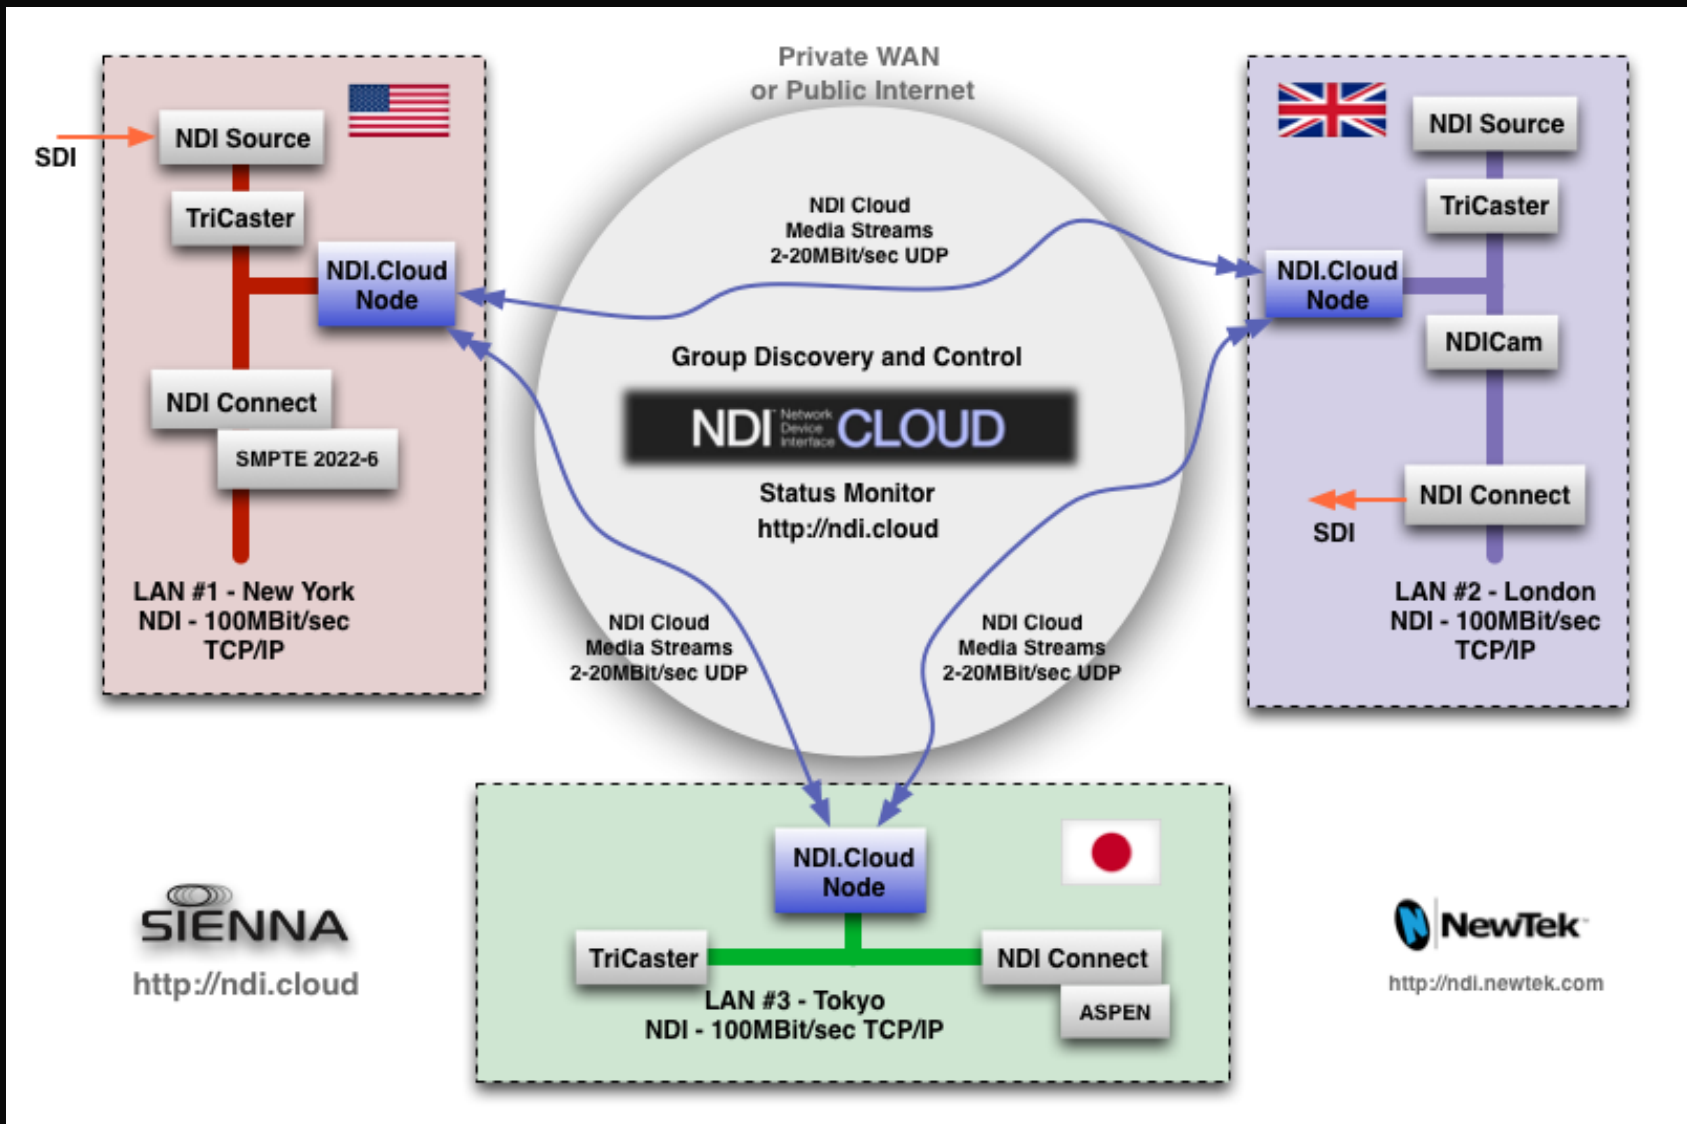 Private WAN
or Public Internet
SDI
NDI Source
TriCaster
NDI.Cloud
Node
NDI Connect
SMPTE 2022-6
LAN #1 - New York
NDI - 100MBit/sec
TCP/IP
NDI Cloud
Media Streams
2-20MBit/sec UDP
Group Discovery and Control
NDI™ Network
Device
Interface CLOUD
Status Monitor
http://ndi.cloud
NDI Cloud
Media Streams
2-20MBit/sec UDP
NDI Cloud
Media Streams
2-20MBit/sec UDP
NDI Source
TriCaster
NDI.Cloud
Node
NDICam
NDI Connect
SDI
LAN #2 - London
NDI - 100MBit/sec
TCP/IP
NDI.Cloud
Node
TriCaster
NDI Connect
ASPEN
LAN #3 - Tokyo
NDI - 100MBit/sec TCP/IP
SIENNA
http://ndi.cloud
N NewTek™
http://ndi.newtek.com